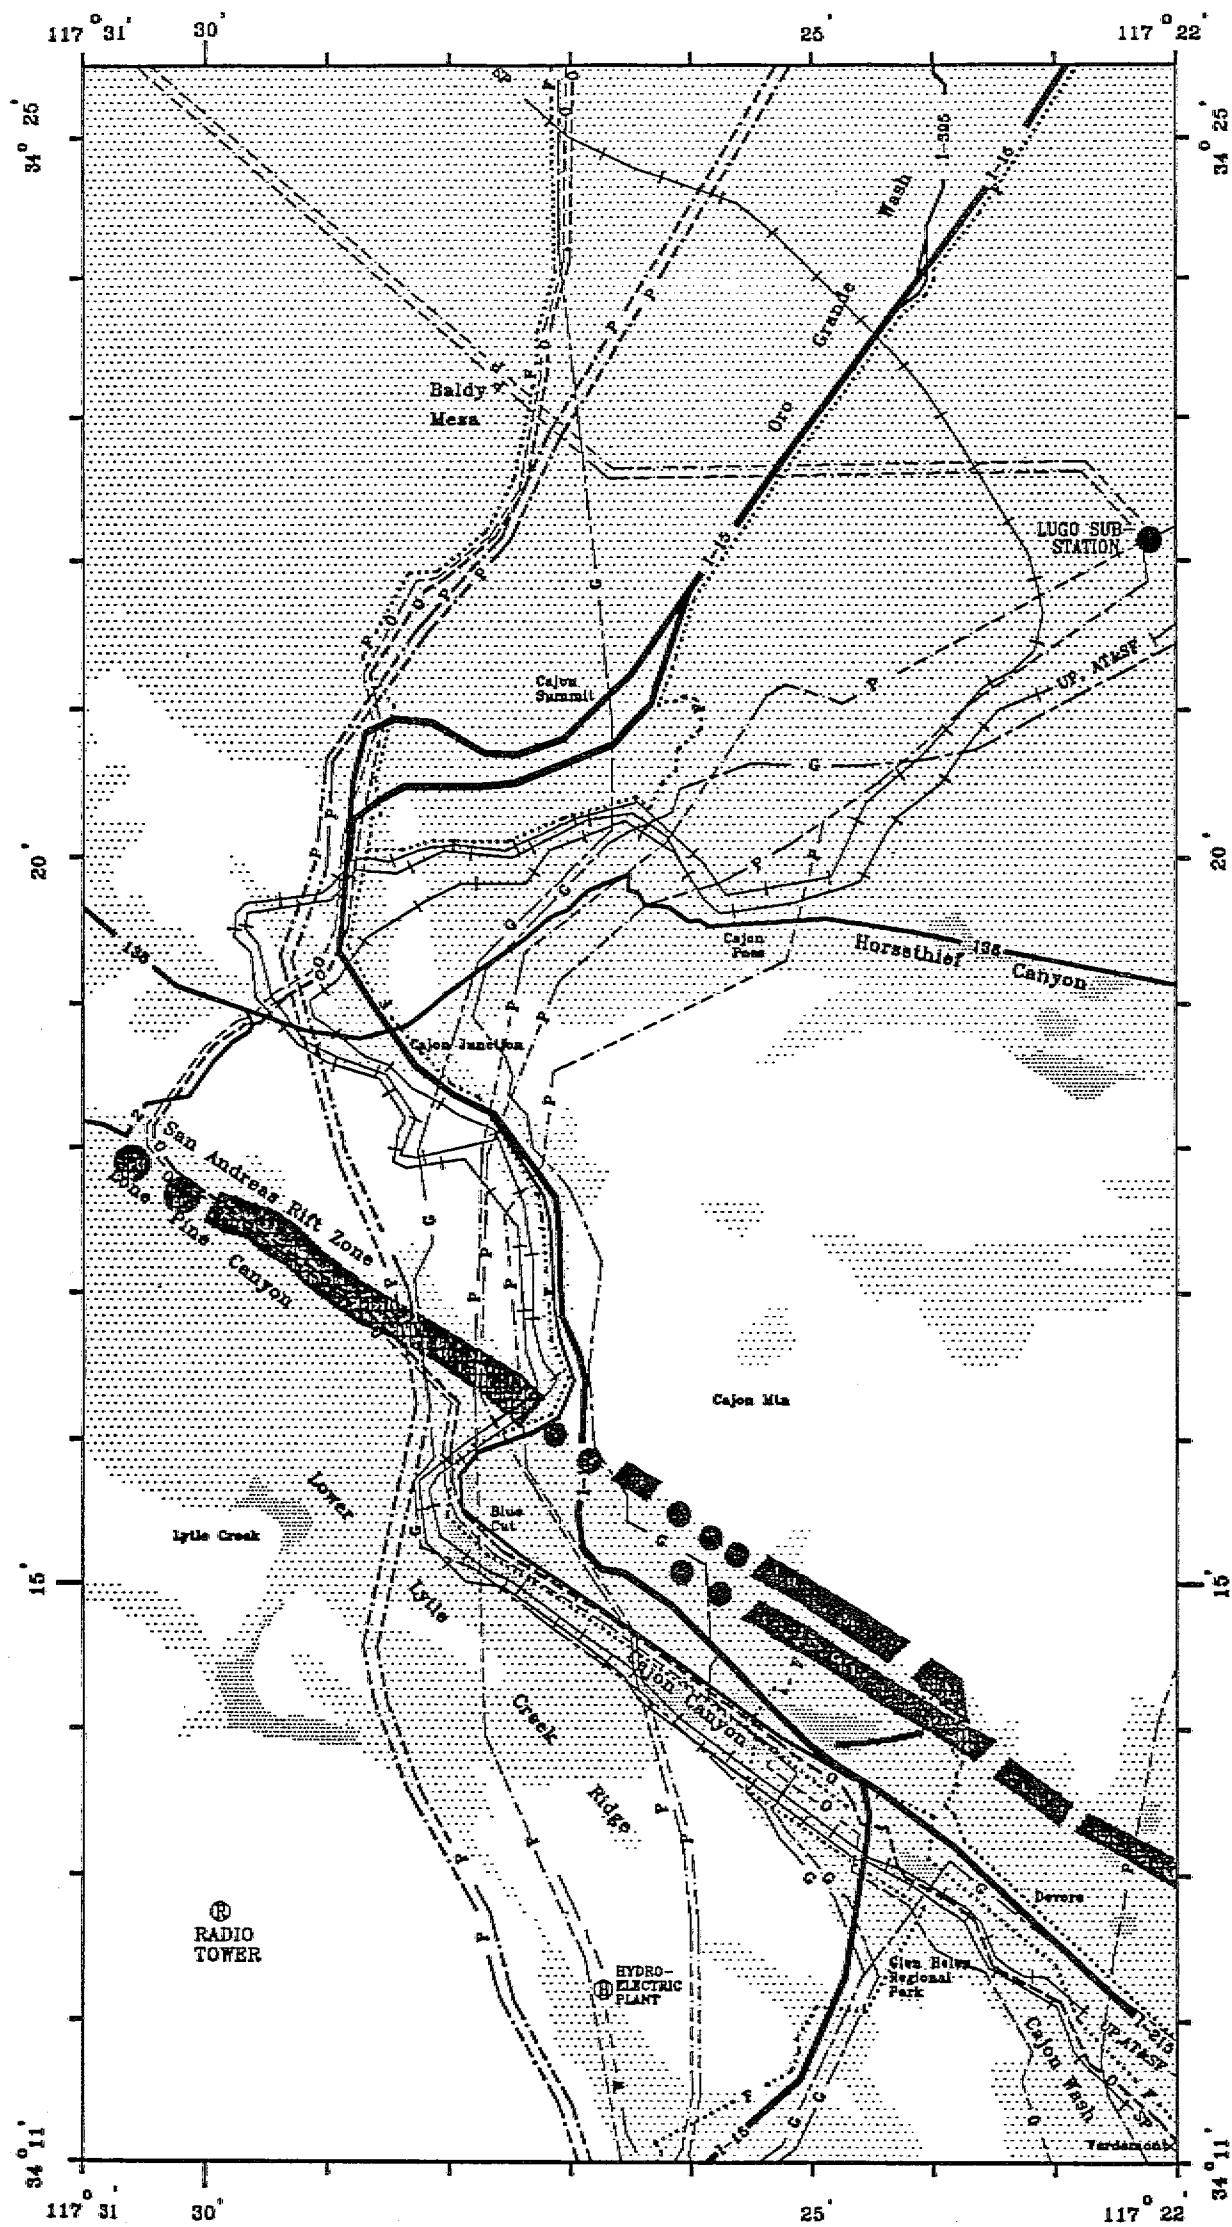 117° 31'
30'
25'
117° 22'
34° 25'
34° 25'
SP
F
O
I-395
I-15
Wash
Grande
P
P
O
F
P
P
Baldy
Mesa
Oro
LUGO SUB-
STATION
I-15
G
O
O
P
P
F
Cajon
Summit
P
UP, AT&SF
F
G
P
P
20'
20'
P
P
G
G
138
Cajon
Pass
Horsethief
138
Canyon
O
O
F
P
P
Cajon Junction
P
2
San Andreas Rift Zone
Lone Pine Canyon
O
O
G
P
P
P
F
O
Cajon Mtn
Lower
Lytle Creek
Blue
Cut
I-
G
G
15'
15'
Lytle
Cajon Canyon
Creek
Ridge
O
O
P
P
P
P
G
G
G
P
Devore
RADIO
TOWER
R
P
HYDRO-
ELECTRIC
PLANT
H
Glen Helen
Regional
Park
I-215
UP, AT&SF
Cajon Wash
O
F
SP
W
F
G
G
I-15
G
Verdemont
34° 11'
34° 11'
117° 31'
30'
25'
117° 22'